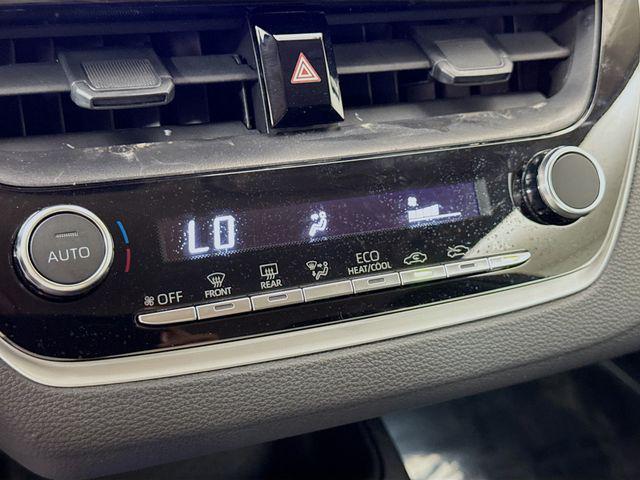 LO
AUTO
OFF
FRONT
REAR
ECO
HEAT/COOL